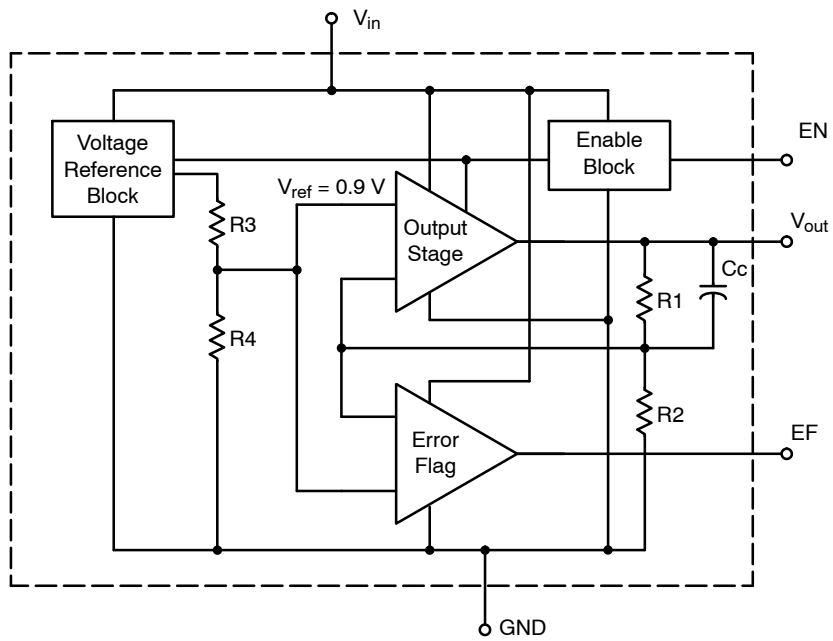 Vin
Voltage
Reference
Block
Enable
Block
EN
Vref = 0.9 V
R3
Output
Stage
Vout
Cc
R1
R4
R2
Error
Flag
EF
GND